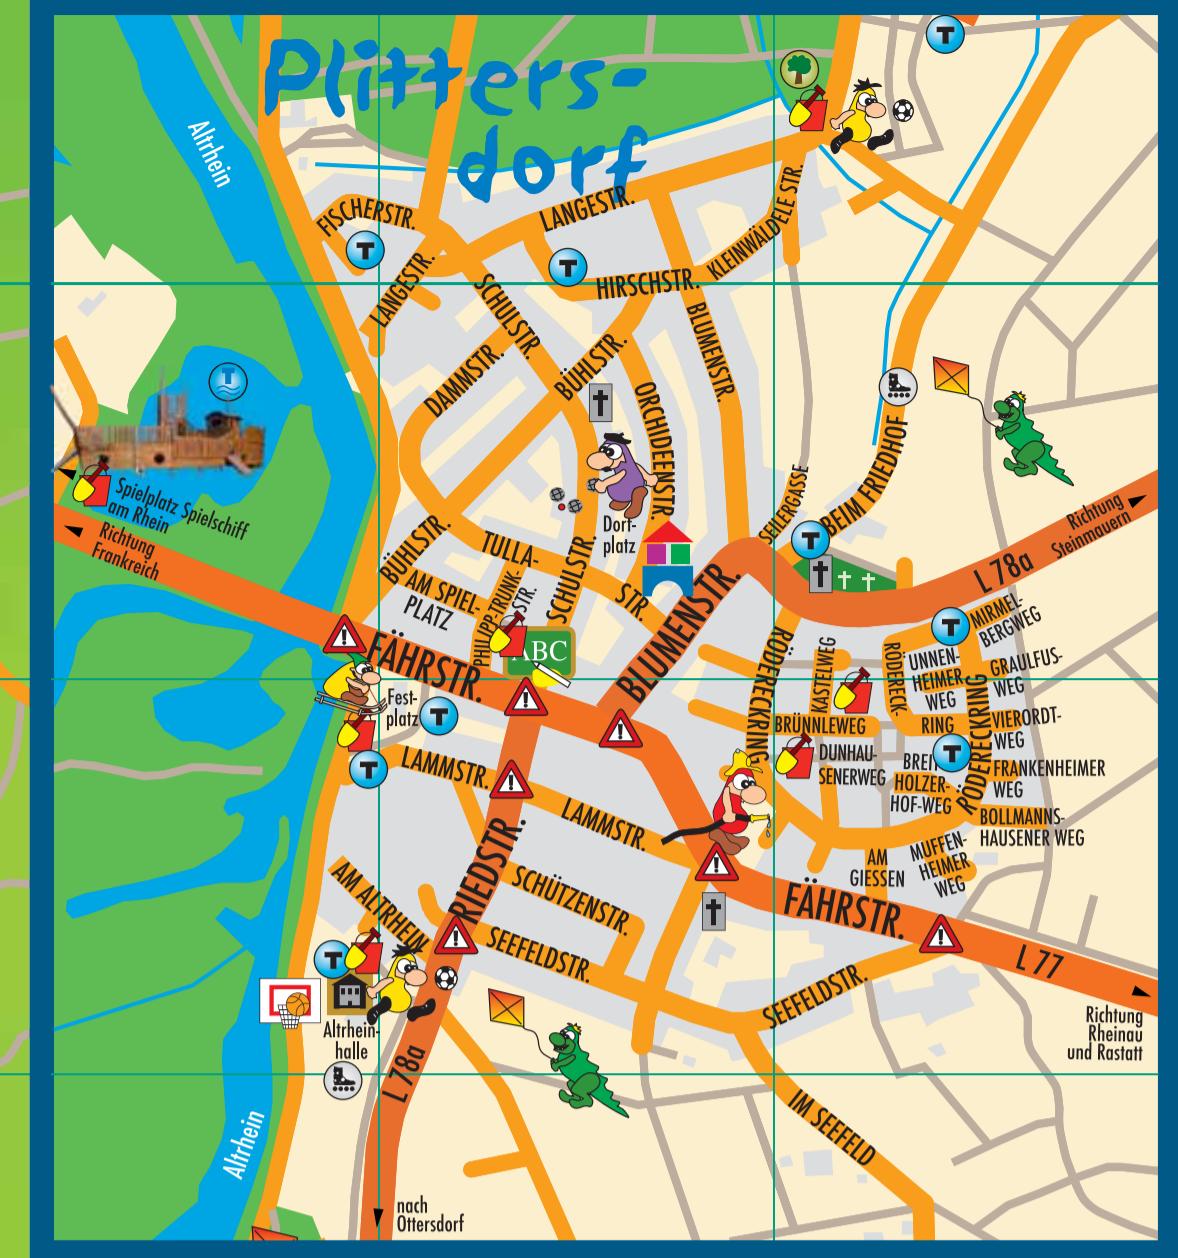 Plitters-
dorf
T
Altrhein
FISCHERSTR.
LANGESTR.
T
T
KLEINWÄLDELE STR.
HIRSCHSTR.
LANGESTR.
SCHULSTR.
BLUMENSTR.
DAMMSTR.
BÜHLSTR.
ORCHIDEENSTR.
T
Spielplatz Spielschiff
am Rhein
Richtung
Frankreich
Dort-
platz
SEILERGASSE
BEIM FRIEDHOF
T
Richtung
Steinmauern
L 78a
BÜHLSTR.
TULLA-
STR.
SCHULSTR.
AM SPIEL-
PLATZ
PHILIPP-TRUNK-
STR.
ABC
BLUMENSTR.
FÄHRSTR.
RÖDERECKRING
KASTELWEG
RÖDERECK-
RING
T
MIRMEL-
BERGWEG
ÜNNEN-
HEIMER
WEG
GRAULFUS-
WEG
RÖDERECKRING
VIERORDT-
WEG
BRÜNNLEWEG
DUNHAU-
SENERWEG
BREIT
HOLZER-
HOF-WEG
T
FRANKENHEIMER
WEG
BOLLMANNS-
HAUSENER WEG
MUFFEN-
HEIMER
WEG
AM
GIESSEN
Fest-
platz
T
T
LAMMSTR.
LAMMSTR.
RIEDSTR.
SCHÜTZENSTR.
AM ALTRHEIN
SEEFELDSTR.
FÄHRSTR.
SEEFELDSTR.
L 77
Richtung
Rheinau
und Rastatt
T
Altrhein-
halle
L 78a
Altrhein
IM SEEFELD
nach
Ottersdorf